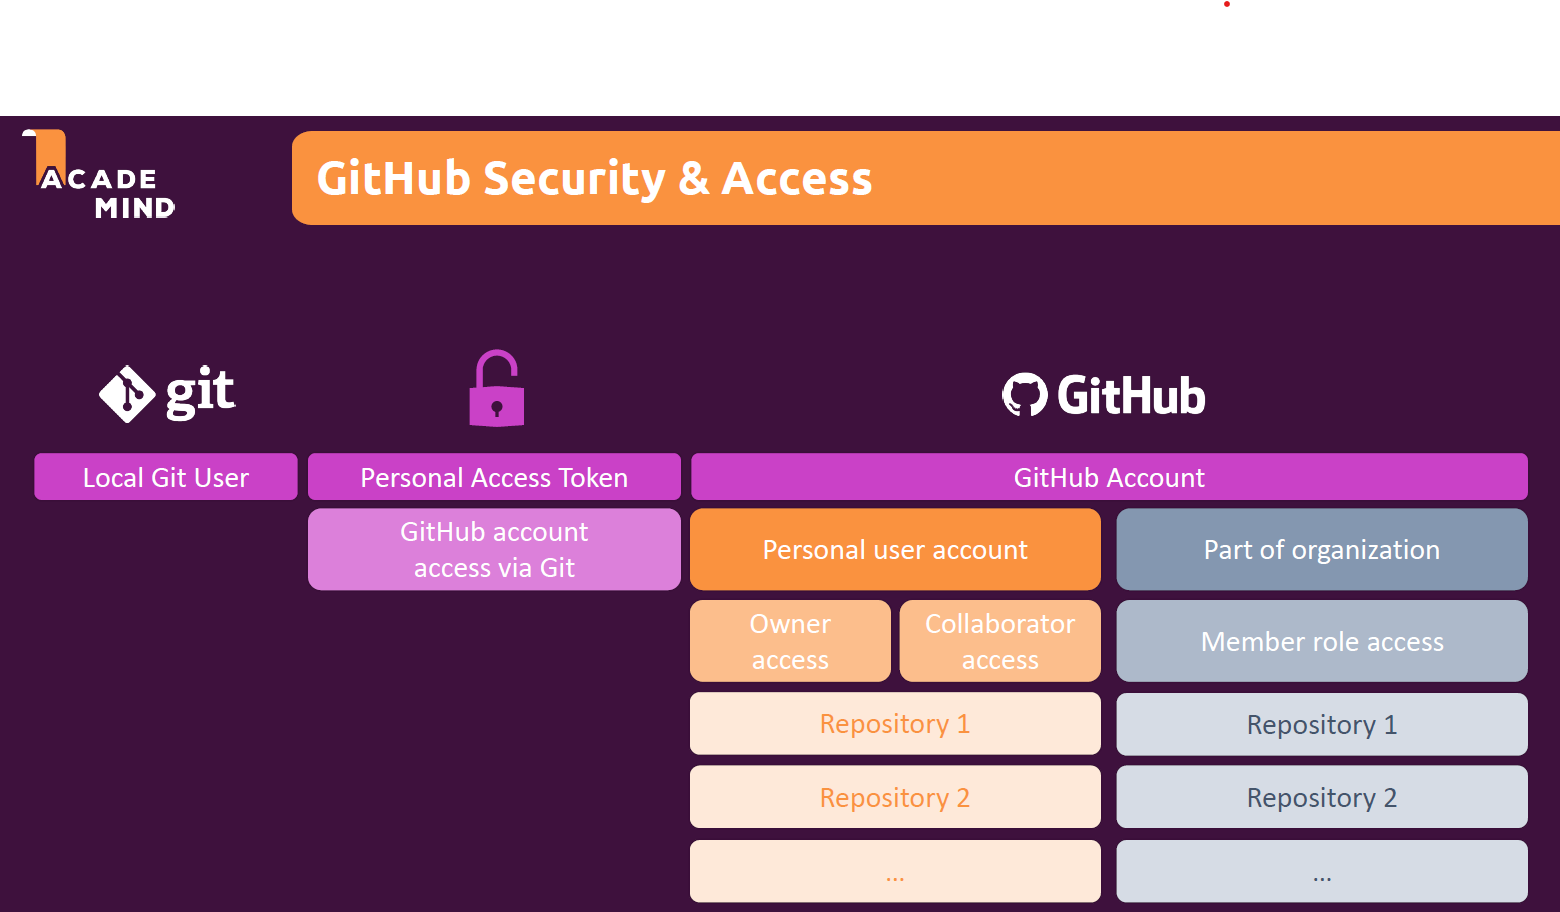 ACADE
MIND
GitHub Security & Access
git
GitHub
Local Git User
Personal Access Token
GitHub Account
GitHub account
access via Git
Personal user account
Part of organization
Owner
access
Collaborator
access
Member role access
Repository 1
Repository 1
Repository 2
Repository 2
...
...